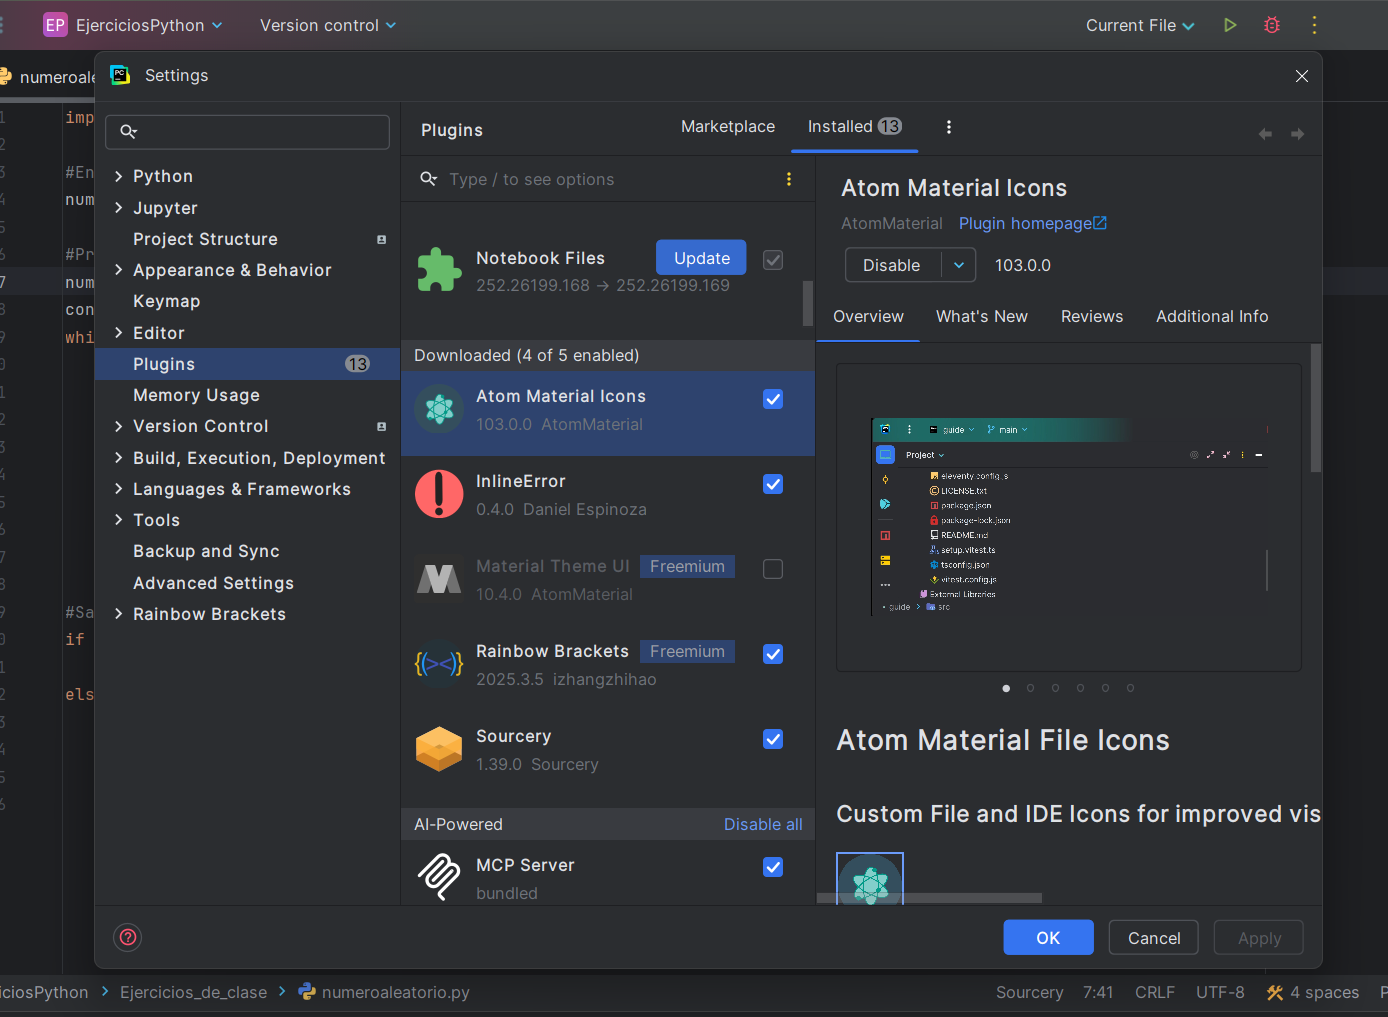 EP EjerciciosPython Version control Current File
numeroale
Settings
Plugins Marketplace Installed 13
Type / to see options
Python
Jupyter
Project Structure
Appearance & Behavior
Keymap
Editor
Plugins 13
Memory Usage
Version Control
Build, Execution, Deployment
Languages & Frameworks
Tools
Backup and Sync
Advanced Settings
Rainbow Brackets
imp
#En
num
#Pr
num
con
whi
#Sa
if
els
Notebook Files Update
252.26199.168 → 252.26199.169
Downloaded (4 of 5 enabled)
Atom Material Icons
103.0.0 AtomMaterial
InlineError
0.4.0 Daniel Espinoza
Material Theme UI Freemium
10.4.0 AtomMaterial
Rainbow Brackets Freemium
2025.3.5 izhangzhihao
Sourcery
1.39.0 Sourcery
AI-Powered Disable all
MCP Server
bundled
Atom Material Icons
AtomMaterial Plugin homepage
Disable 103.0.0
Overview What's New Reviews Additional Info
guide main
Project
eleventy.config.js
LICENSE.txt
package.json
package-lock.json
README.md
setup.vitest.ts
tsconfig.json
vitest.config.js
External Libraries
guide > src
Atom Material File Icons
Custom File and IDE Icons for improved vis
OK Cancel Apply
iciosPython > Ejercicios_de_clase > numeroaleatorio.py Sourcery 7:41 CRLF UTF-8 4 spaces